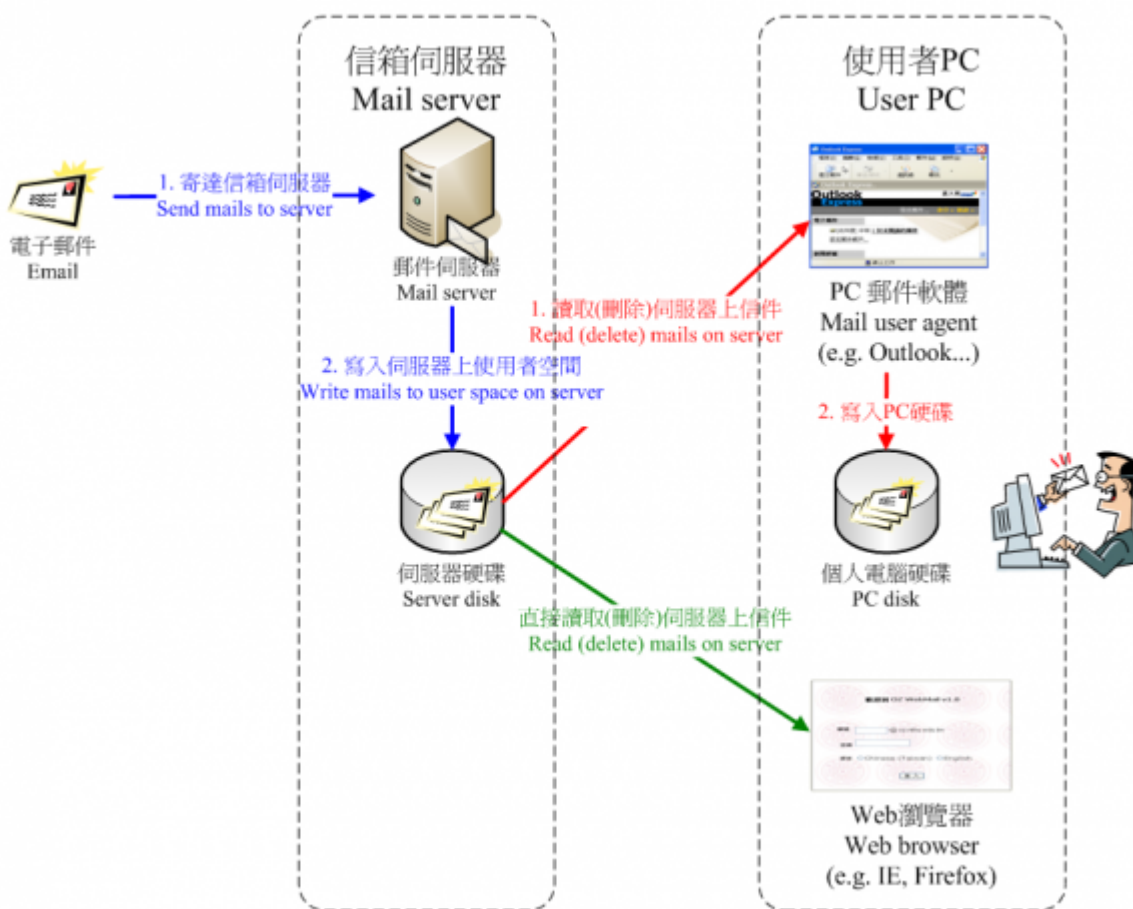 信箱伺服器
Mail server
使用者PC
User PC
1. 寄達信箱伺服器
Send mails to server
電子郵件
Email
郵件伺服器
Mail server
Outlook Express
Outlook
Express
1. 讀取(刪除)伺服器上信件
Read (delete) mails on server
PC 郵件軟體
Mail user agent
(e.g. Outlook...)
2. 寫入伺服器上使用者空間
Write mails to user space on server
2. 寫入PC硬碟
伺服器硬碟
Server disk
個人電腦硬碟
PC disk
直接讀取(刪除)伺服器上信件
Read (delete) mails on server
Web瀏覽器
Web browser
(e.g. IE, Firefox)